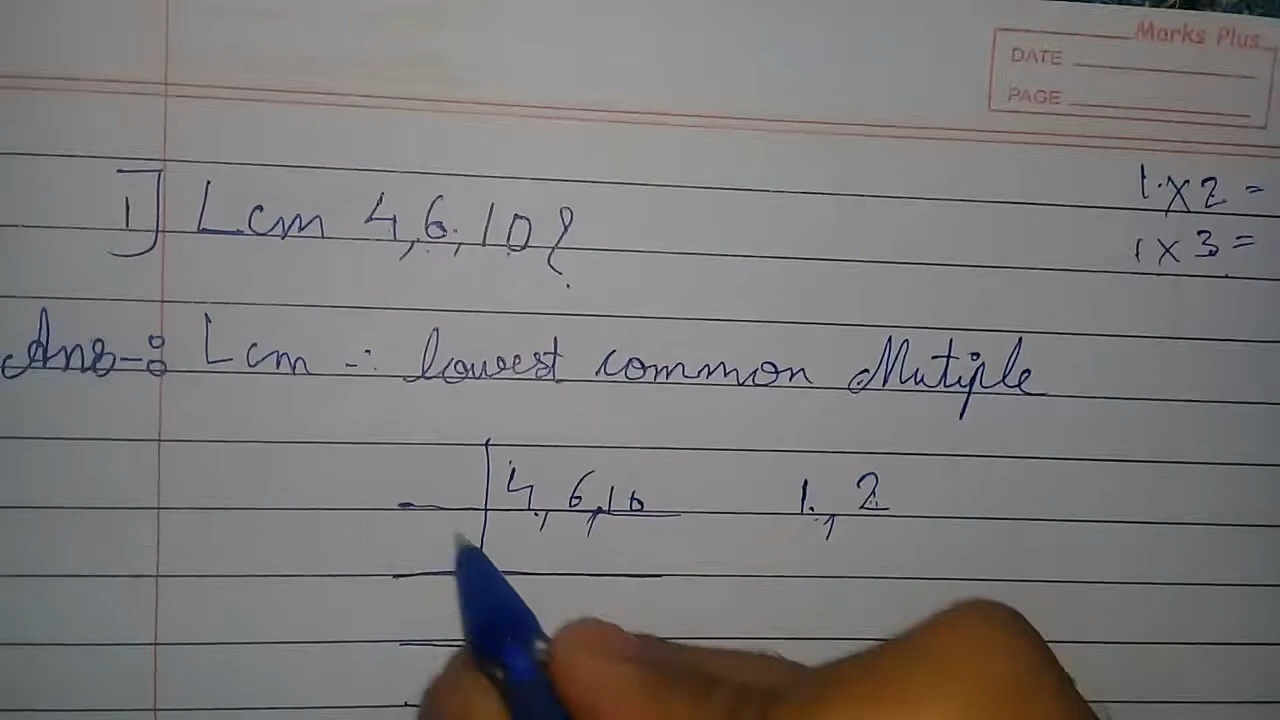 Marks Plus
DATE
PAGE
1×2=
1×3=
1] Lcm 4,6,10?
Ans-: Lcm -: lowest common Mutiple
4,6,10 1,2